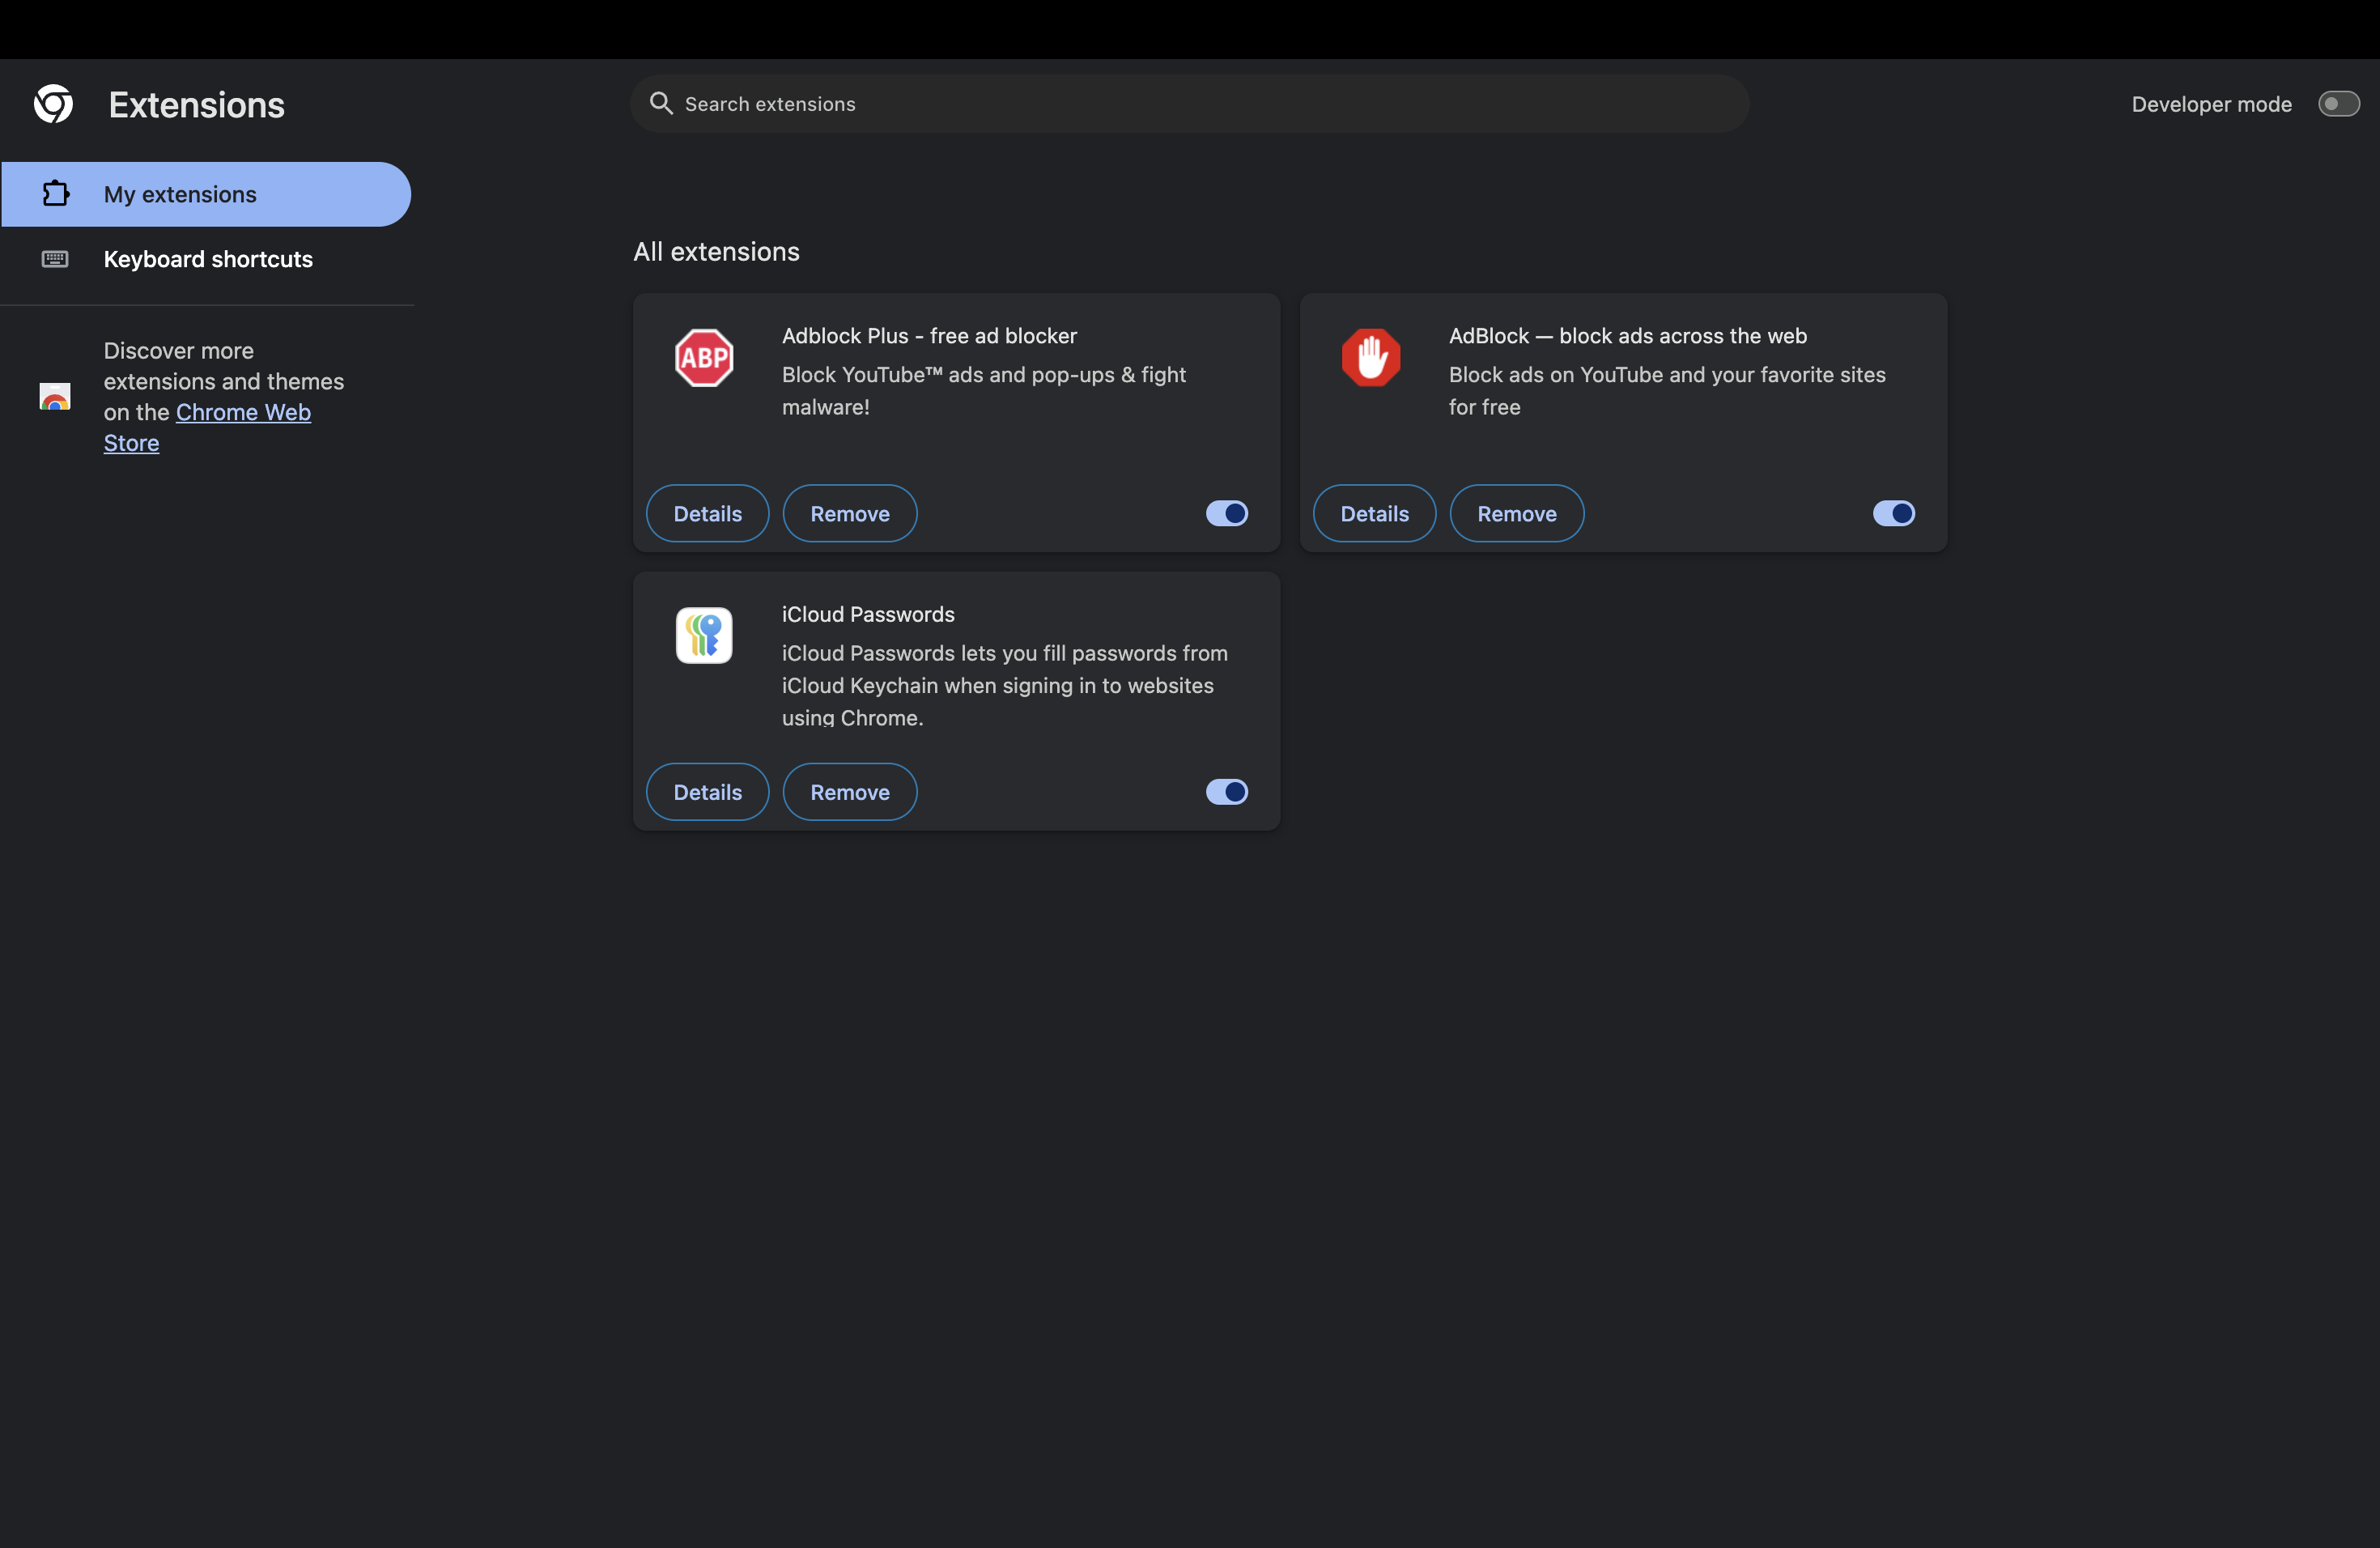 Extensions
Search extensions
Developer mode
My extensions
Keyboard shortcuts
Discover more
extensions and themes
on the Chrome Web
Store
All extensions
ABP
Adblock Plus - free ad blocker
Block YouTube™ ads and pop-ups & fight
malware!
Details
Remove
AdBlock — block ads across the web
Block ads on YouTube and your favorite sites
for free
Details
Remove
iCloud Passwords
iCloud Passwords lets you fill passwords from
iCloud Keychain when signing in to websites
using Chrome.
Details
Remove